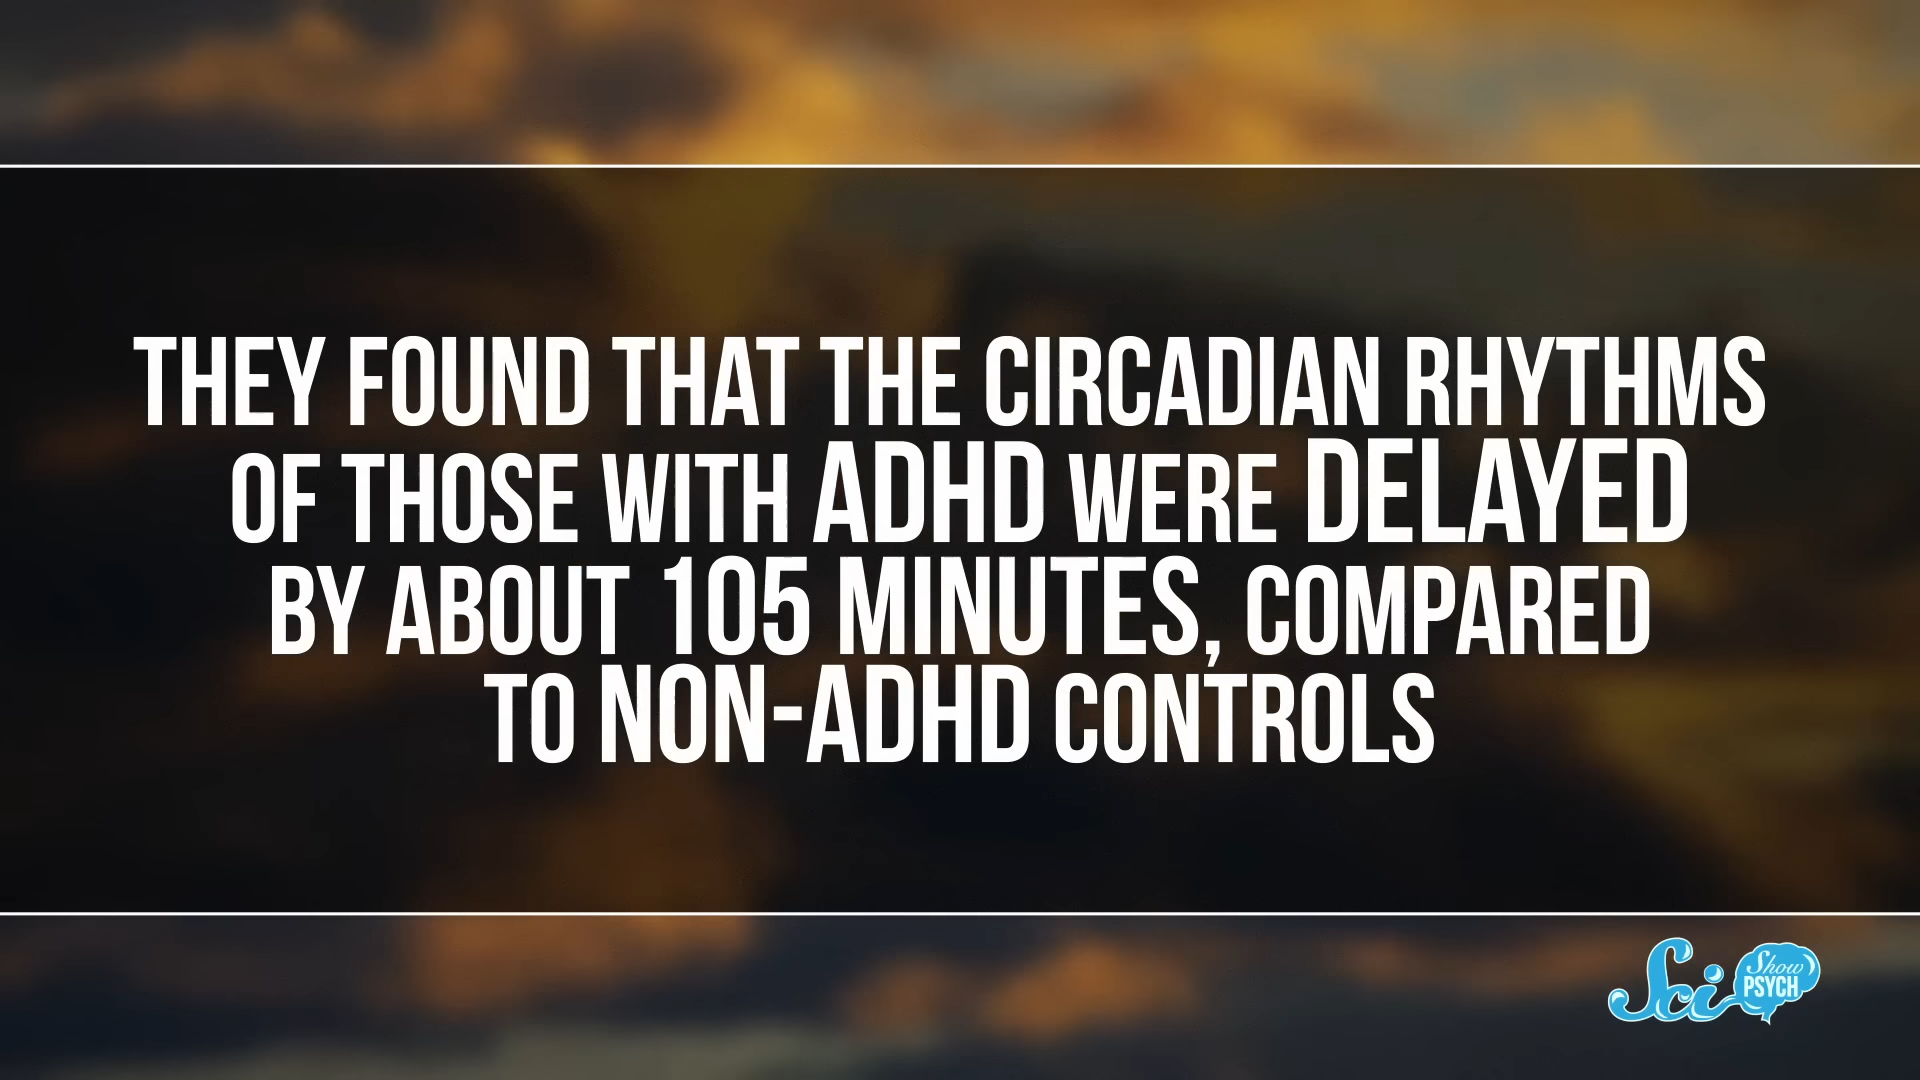 THEY FOUND THAT THE CIRCADIAN RHYTHMS
OF THOSE WITH ADHD WERE DELAYED
BY ABOUT 105 MINUTES, COMPARED
TO NON-ADHD CONTROLS
Sci Show
PSYCH